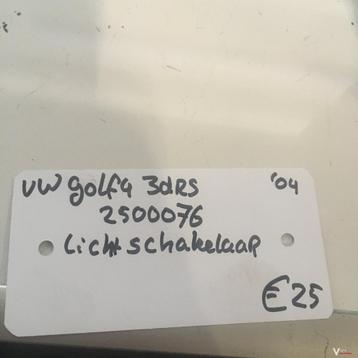 VW golf4 3dRS '04
2500076
Lichtschakelaar
€25